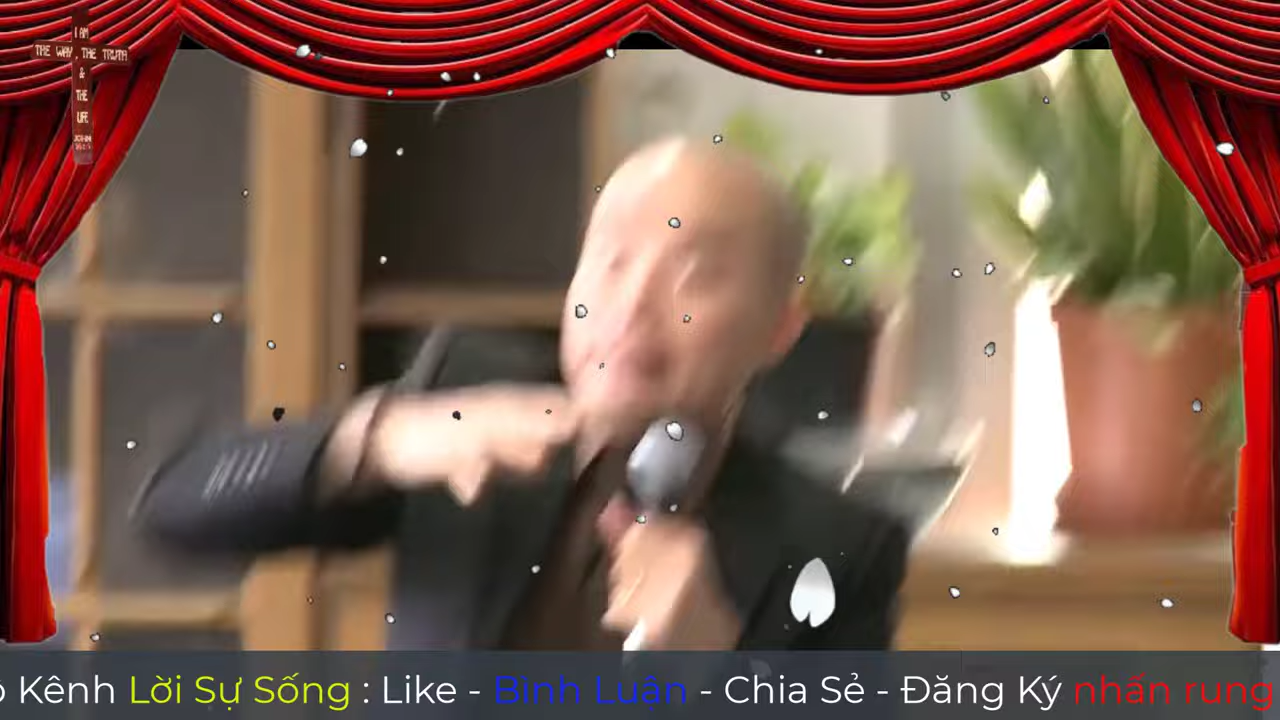 I AM
THE WAY, THE TRUTH
&
THE
LIFE
JOHN
Kênh Lời Sự Sống : Like - Bình Luận - Chia Sẻ - Đăng Ký nhấn rung